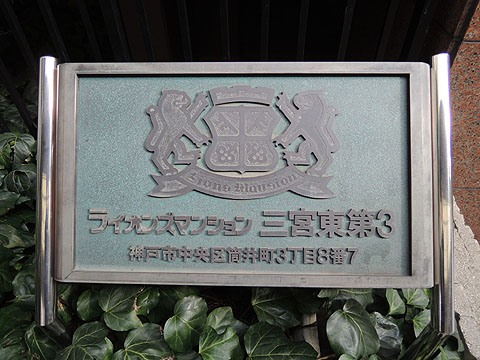 Lions Mansion
ライオンズマンション 三宮東第3
神戸市中央区筒井町3丁目8番7